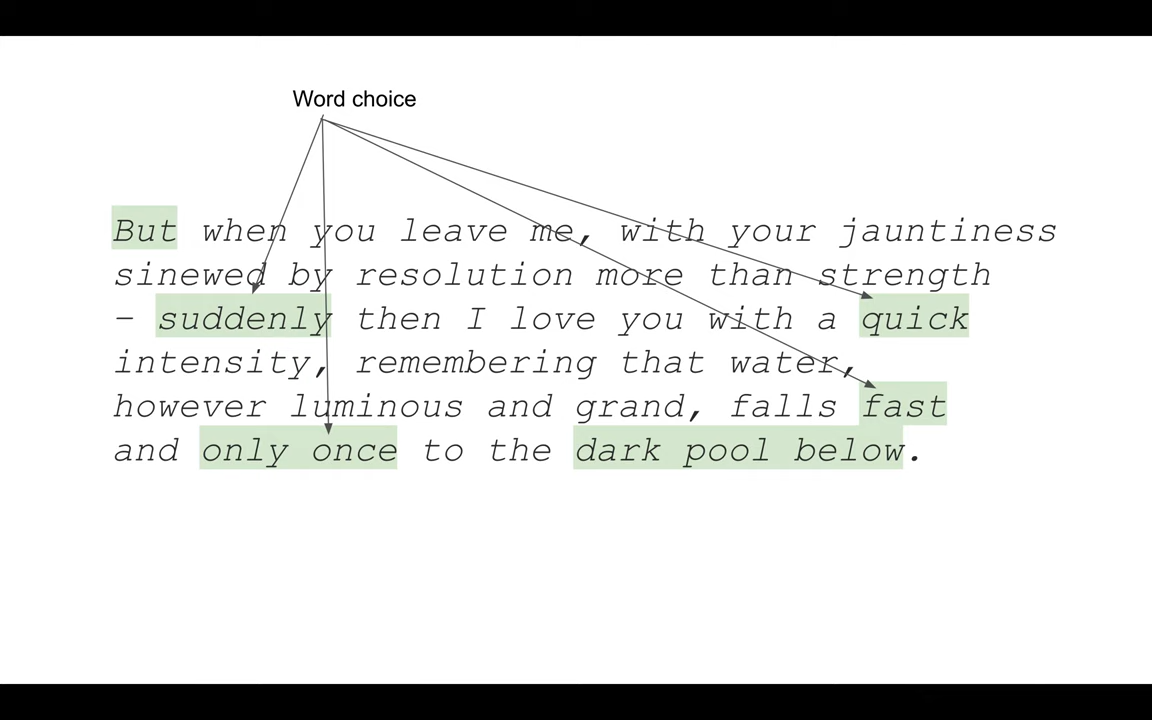 Word choice
But when you leave me, with your jauntiness
sinewed by resolution more than strength
– suddenly then I love you with a quick
intensity, remembering that water,
however luminous and grand, falls fast
and only once to the dark pool below.